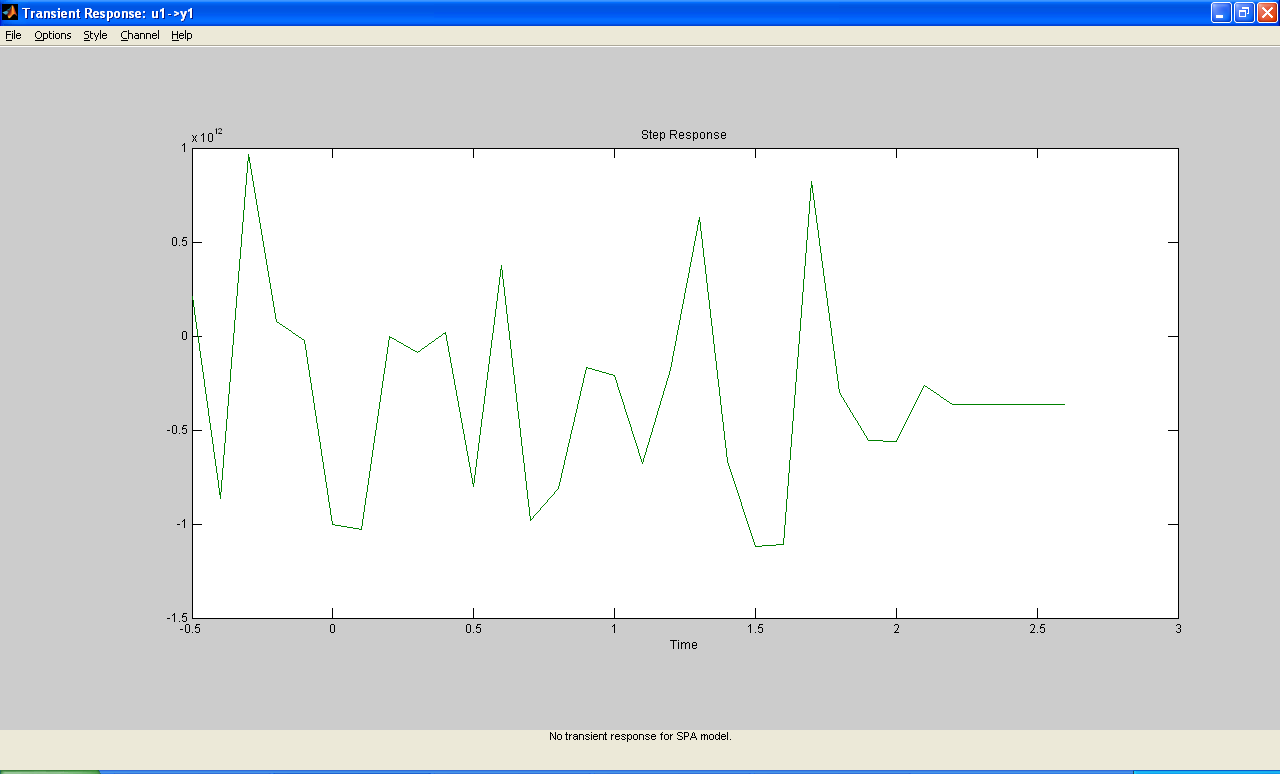 Transient Response: u1->y1
File Options Style Channel Help
x 10^12
Step Response
1
0.5
0
-0.5
-1
-1.5
-0.5 0 0.5 1 1.5 2 2.5 3
Time
No transient response for SPA model.